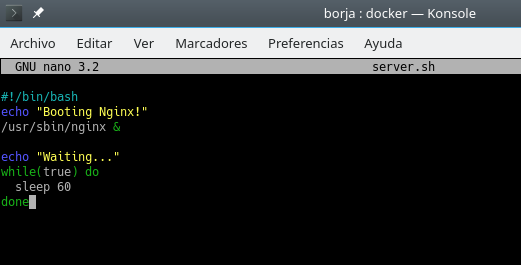 borja : docker — Konsole
Archivo Editar Ver Marcadores Preferencias Ayuda
GNU nano 3.2 server.sh
#!/bin/bash
echo "Booting Nginx!"
/usr/sbin/nginx &
echo "Waiting..."
while(true) do
  sleep 60
done